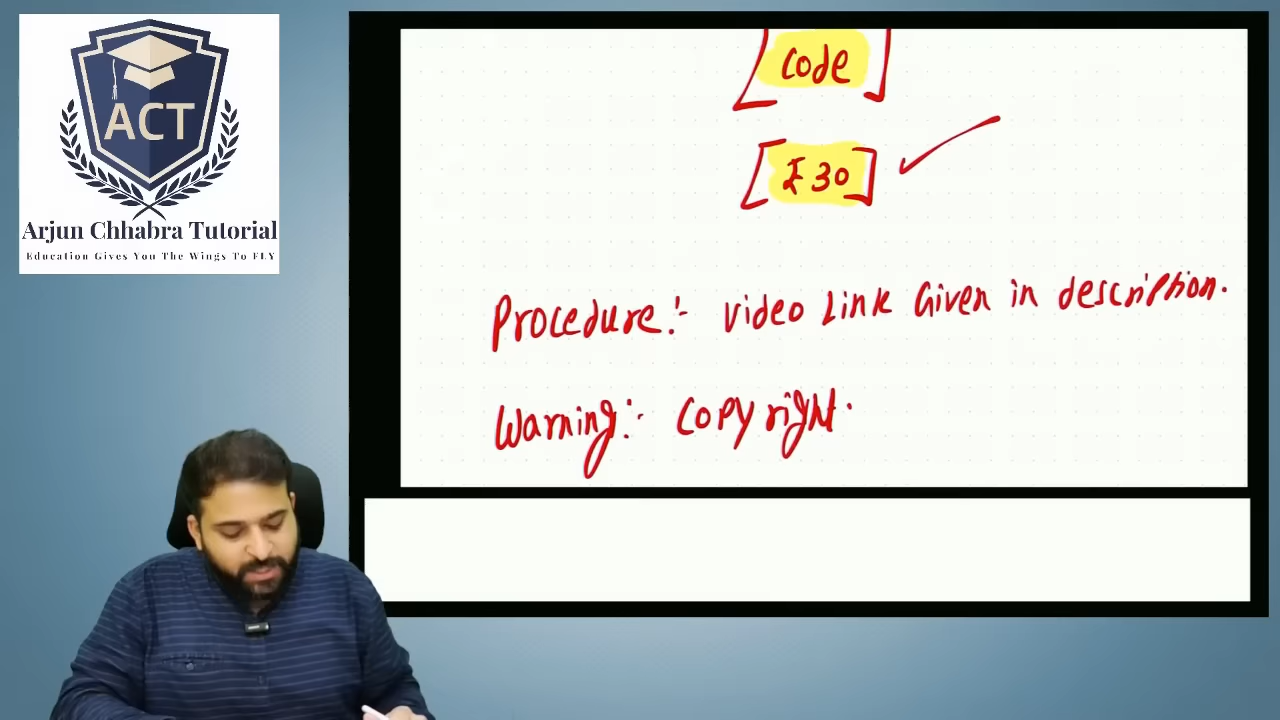 ACT
Arjun Chhabra Tutorial
Education Gives You The Wings To FLY
[code]
[₹30]
Procedure:- Video Link Given in description.
Warning:- Copyright.